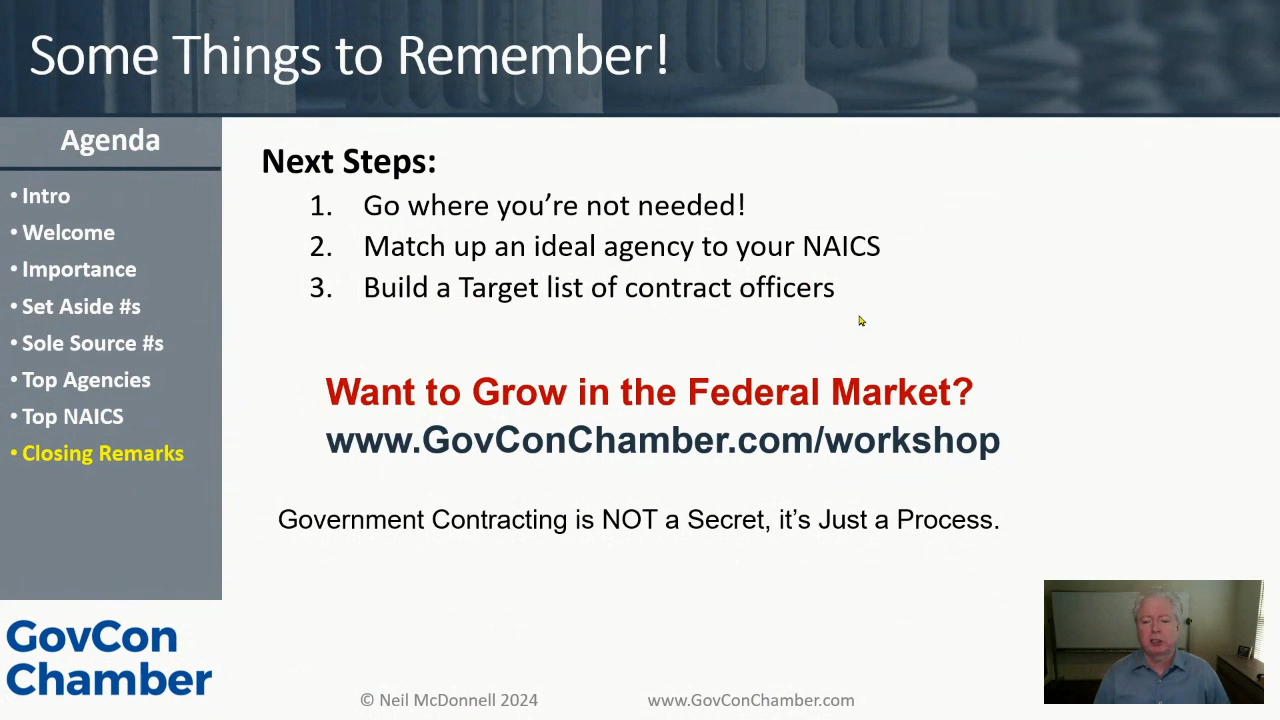 Some Things to Remember!
Agenda
• Intro
• Welcome
• Importance
• Set Aside #s
• Sole Source #s
• Top Agencies
• Top NAICS
• Closing Remarks
Next Steps:
1. Go where you’re not needed!
2. Match up an ideal agency to your NAICS
3. Build a Target list of contract officers
Want to Grow in the Federal Market?
www.GovConChamber.com/workshop
Government Contracting is NOT a Secret, it’s Just a Process.
GovCon
Chamber
© Neil McDonnell 2024
www.GovConChamber.com